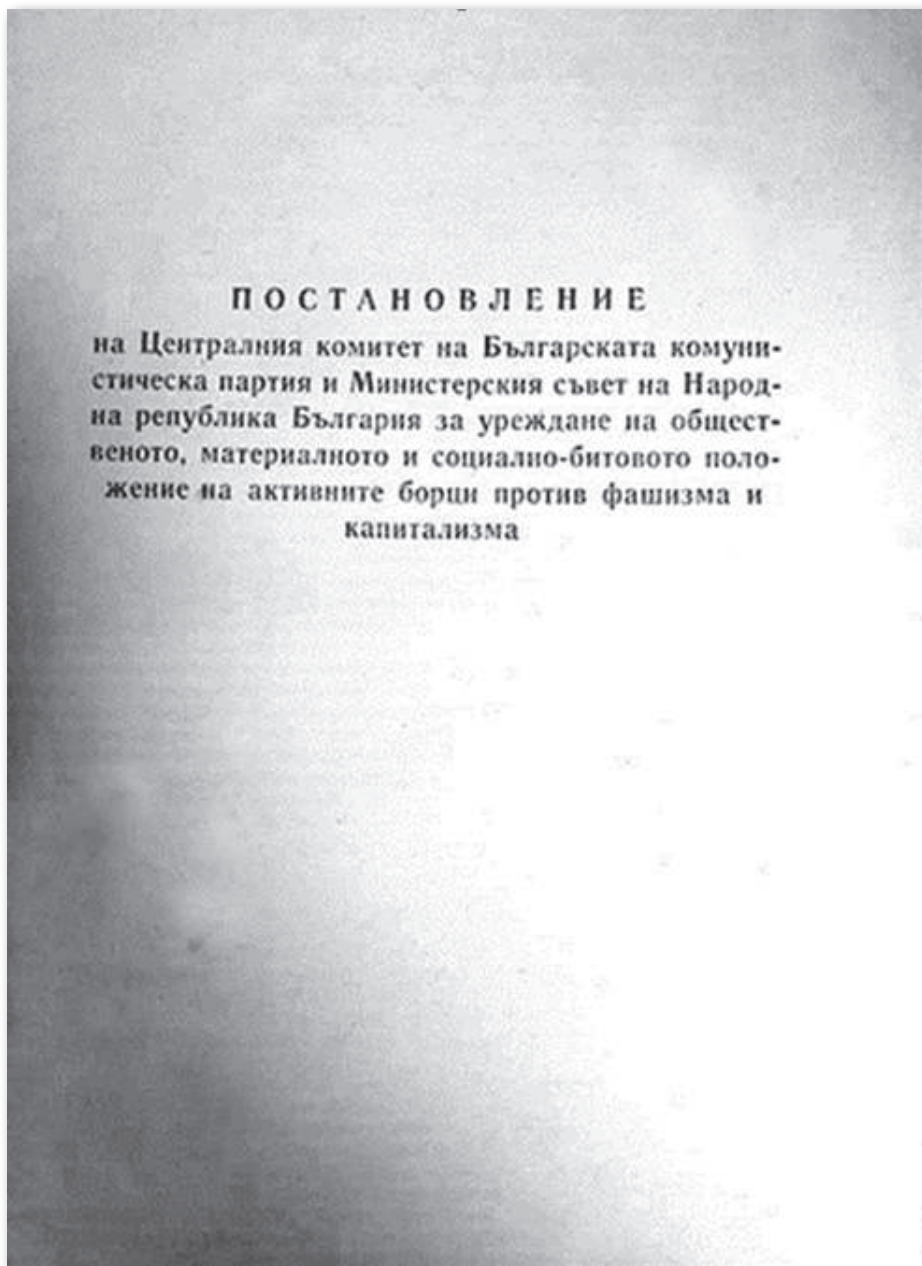 ПОСТАНОВЛЕНИЕ
на Централния комитет на Българската комуни-
стическа партия и Министерския съвет на Народ-
на република България за уреждане на общест-
веното, материалното и социално-битовото поло-
жение на активните борци против фашизма и
капитализма